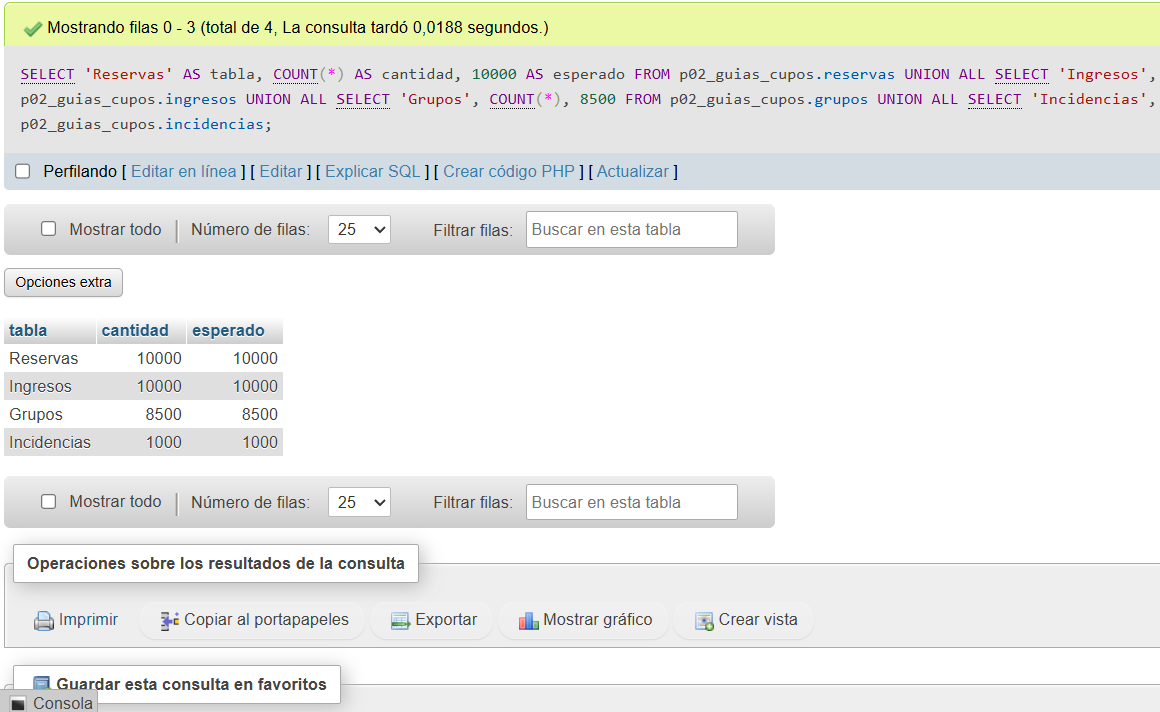 Mostrando filas 0 - 3 (total de 4, La consulta tardó 0,0188 segundos.)
SELECT 'Reservas' AS tabla, COUNT(*) AS cantidad, 10000 AS esperado FROM p02_guias_cupos.reservas UNION ALL SELECT 'Ingresos',
p02_guias_cupos.ingresos UNION ALL SELECT 'Grupos', COUNT(*), 8500 FROM p02_guias_cupos.grupos UNION ALL SELECT 'Incidencias',
p02_guias_cupos.incidencias;
Perfilando [ Editar en línea ] [ Editar ] [ Explicar SQL ] [ Crear código PHP ] [ Actualizar ]
Mostrar todo Número de filas: 25 Filtrar filas: Buscar en esta tabla
Opciones extra
tabla cantidad esperado
Reservas 10000 10000
Ingresos 10000 10000
Grupos 8500 8500
Incidencias 1000 1000
Mostrar todo Número de filas: 25 Filtrar filas: Buscar en esta tabla
Operaciones sobre los resultados de la consulta
Imprimir Copiar al portapapeles Exportar Mostrar gráfico Crear vista
Guardar esta consulta en favoritos
Consola